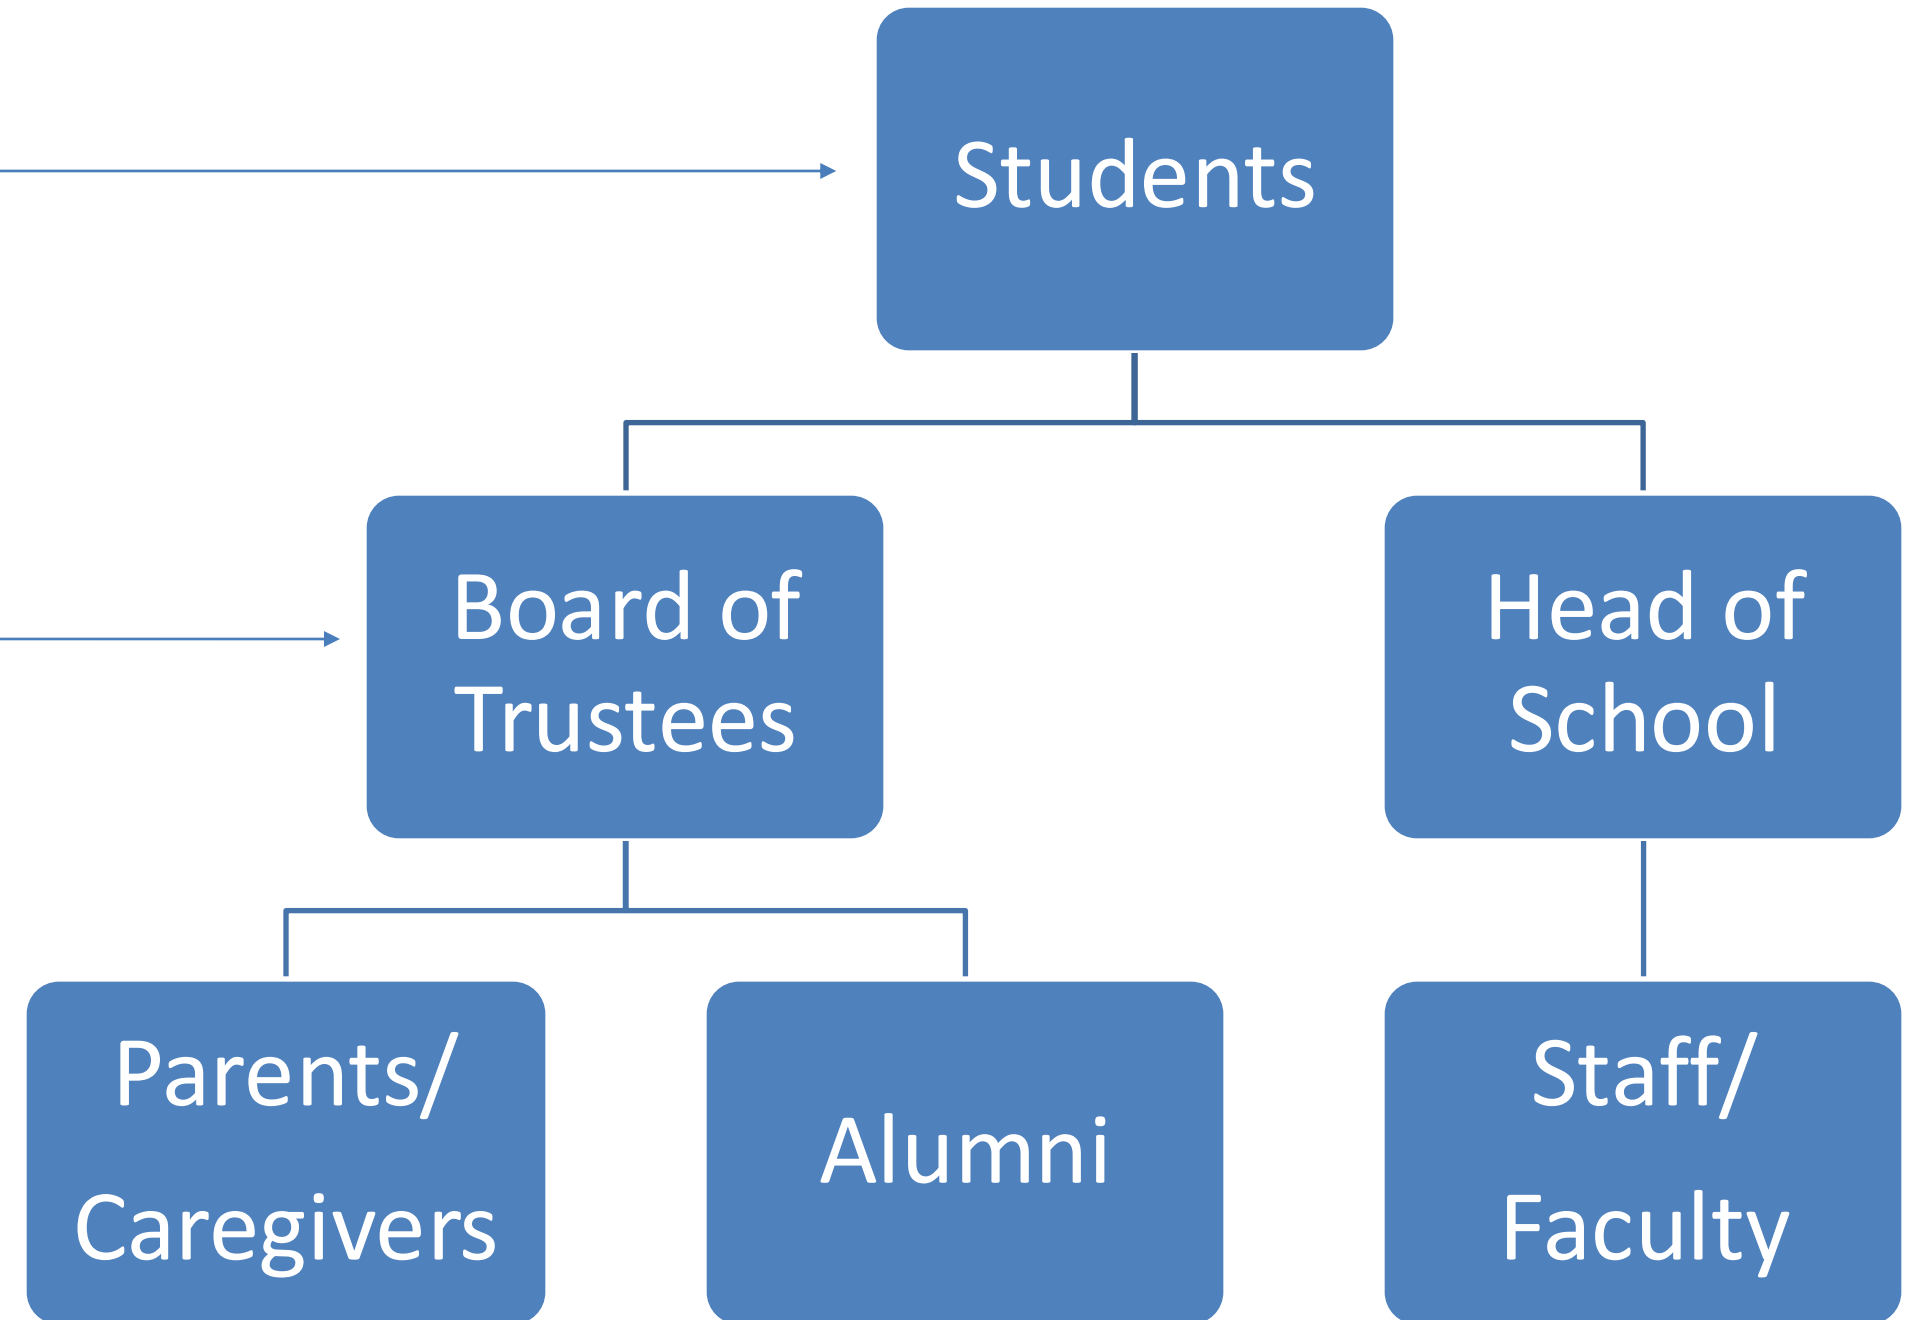 Students
Board of
Trustees
Head of
School
Parents/
Caregivers
Alumni
Staff/
Faculty